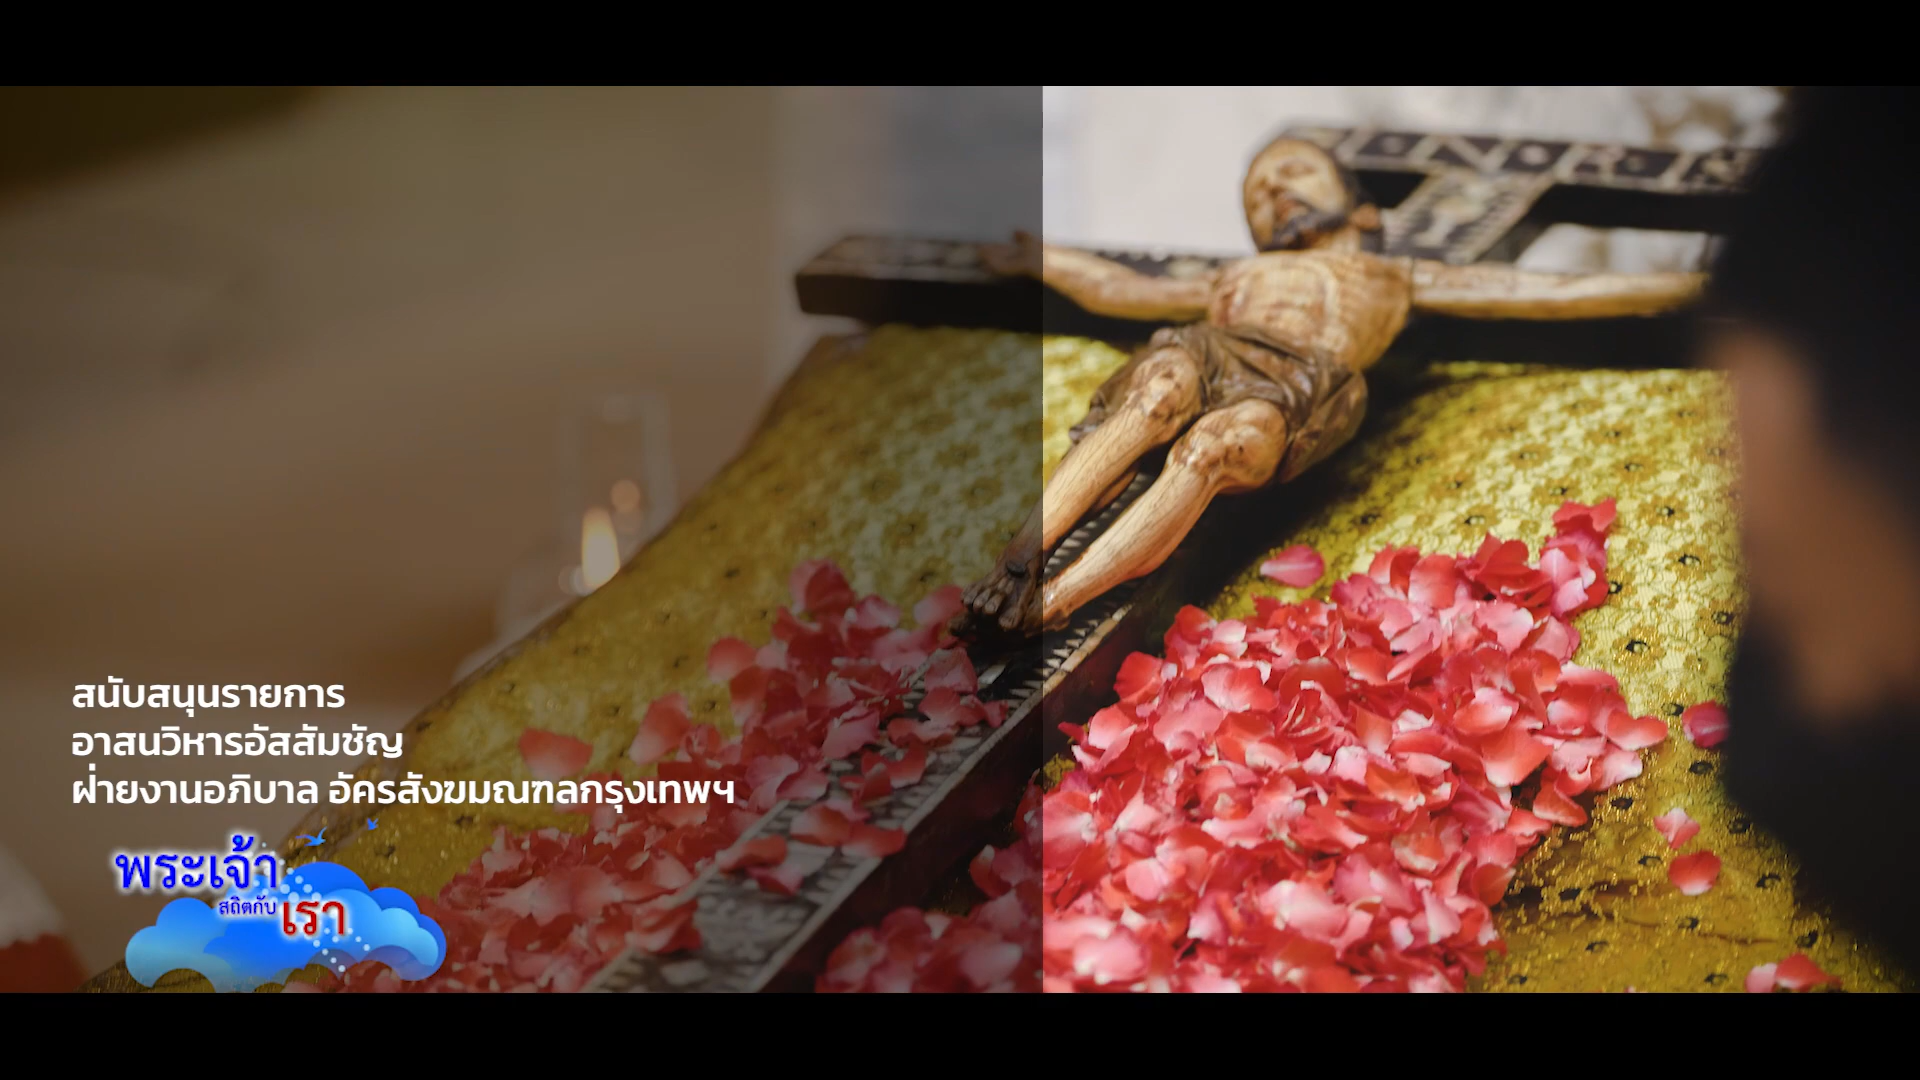 สนับสนุนรายการ
อาสนวิหารอัสสัมชัญ
ฝ่ายงานอภิบาล อัครสังฆมณฑลกรุงเทพฯ
พระเจ้า
สถิตกับ เรา